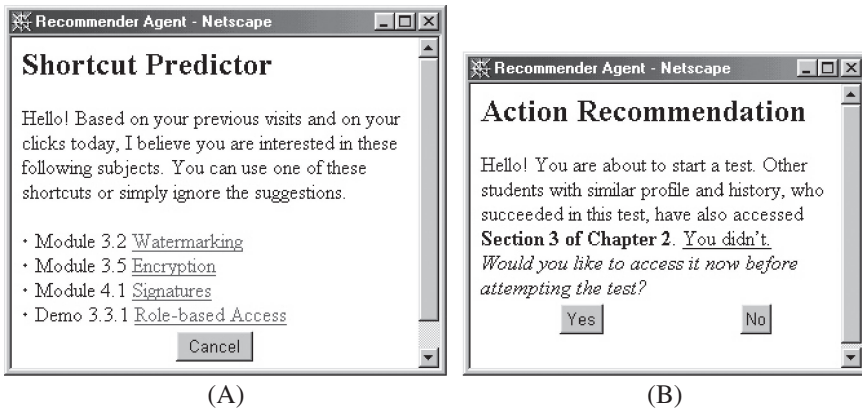 Recommender Agent - Netscape
Shortcut Predictor
Hello! Based on your previous visits and on your
clicks today, I believe you are interested in these
following subjects. You can use one of these
shortcuts or simply ignore the suggestions.
• Module 3.2 Watermarking
• Module 3.5 Encryption
• Module 4.1 Signatures
• Demo 3.3.1 Role-based Access
Cancel
(A)
Recommender Agent - Netscape
Action Recommendation
Hello! You are about to start a test. Other
students with similar profile and history, who
succeeded in this test, have also accessed
Section 3 of Chapter 2. You didn't.
Would you like to access it now before
attempting the test?
Yes No
(B)